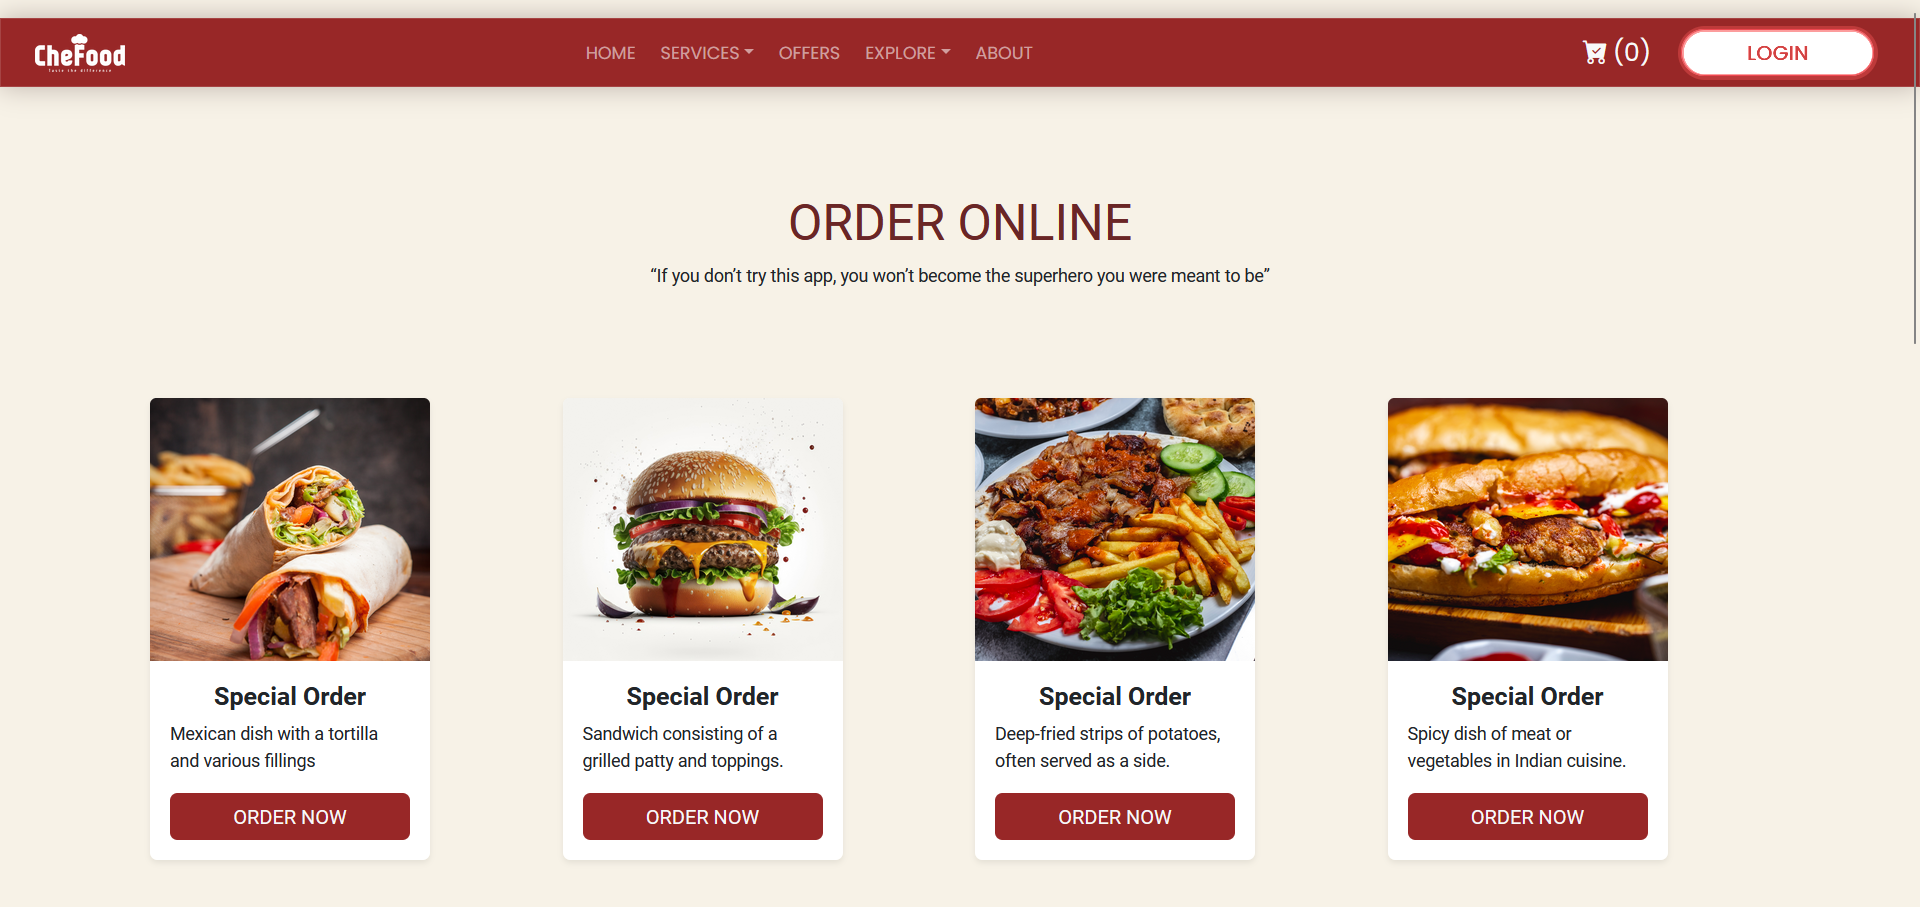 CheFood
Taste the difference
HOME SERVICES OFFERS EXPLORE ABOUT
(0)
LOGIN
ORDER ONLINE
“If you don’t try this app, you won’t become the superhero you were meant to be”
Special Order
Mexican dish with a tortilla
and various fillings
ORDER NOW
Special Order
Sandwich consisting of a
grilled patty and toppings.
ORDER NOW
Special Order
Deep-fried strips of potatoes,
often served as a side.
ORDER NOW
Special Order
Spicy dish of meat or
vegetables in Indian cuisine.
ORDER NOW